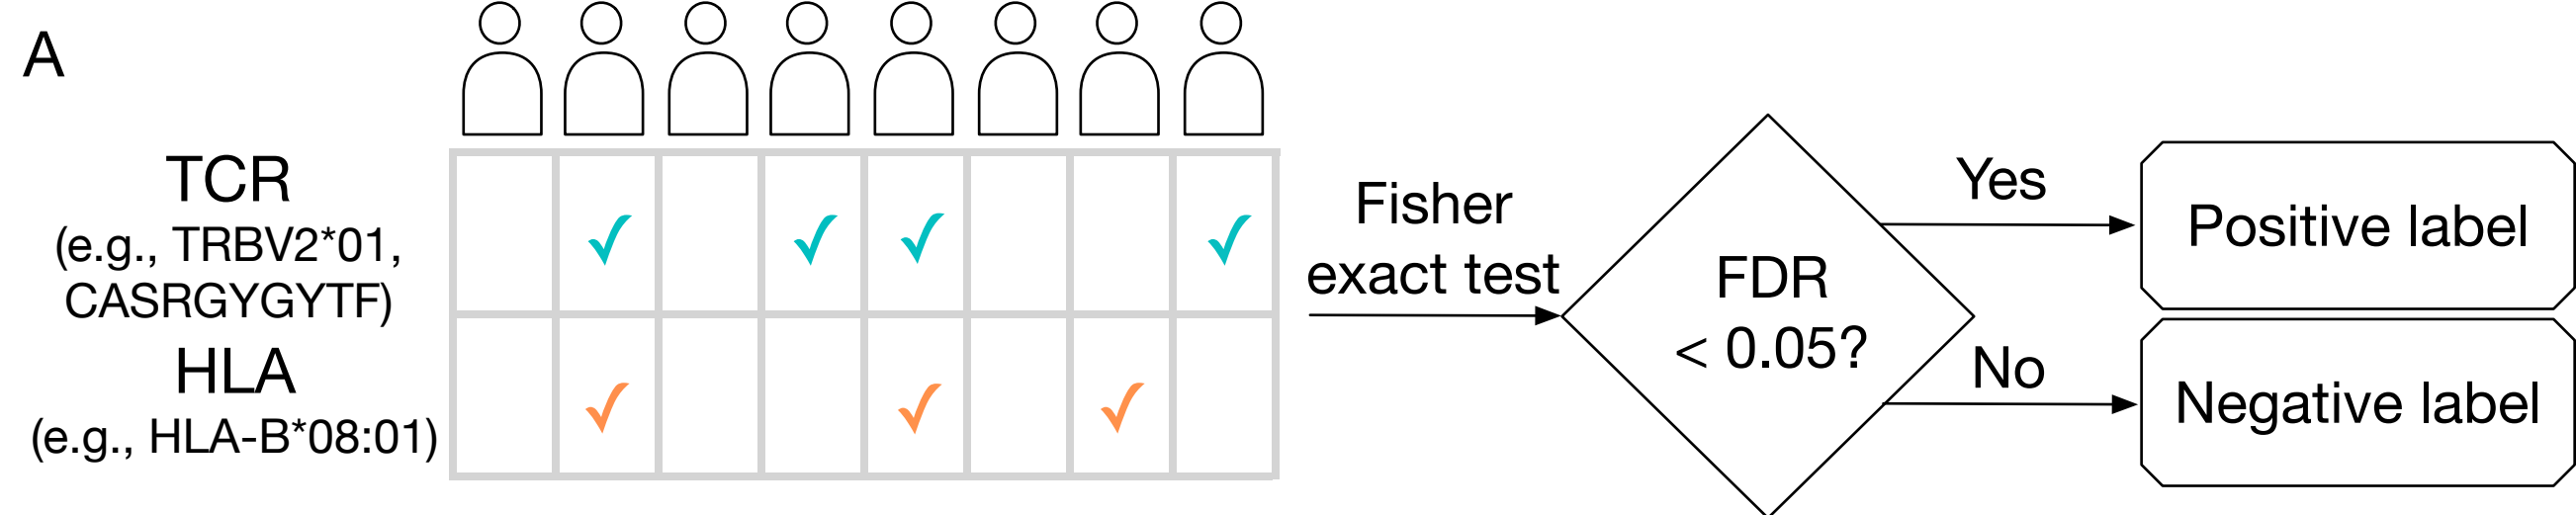 A
TCR
(e.g., TRBV2*01,
CASRGYGYTF)
HLA
(e.g., HLA-B*08:01)
Fisher
exact test
FDR
< 0.05?
Yes
No
Positive label
Negative label